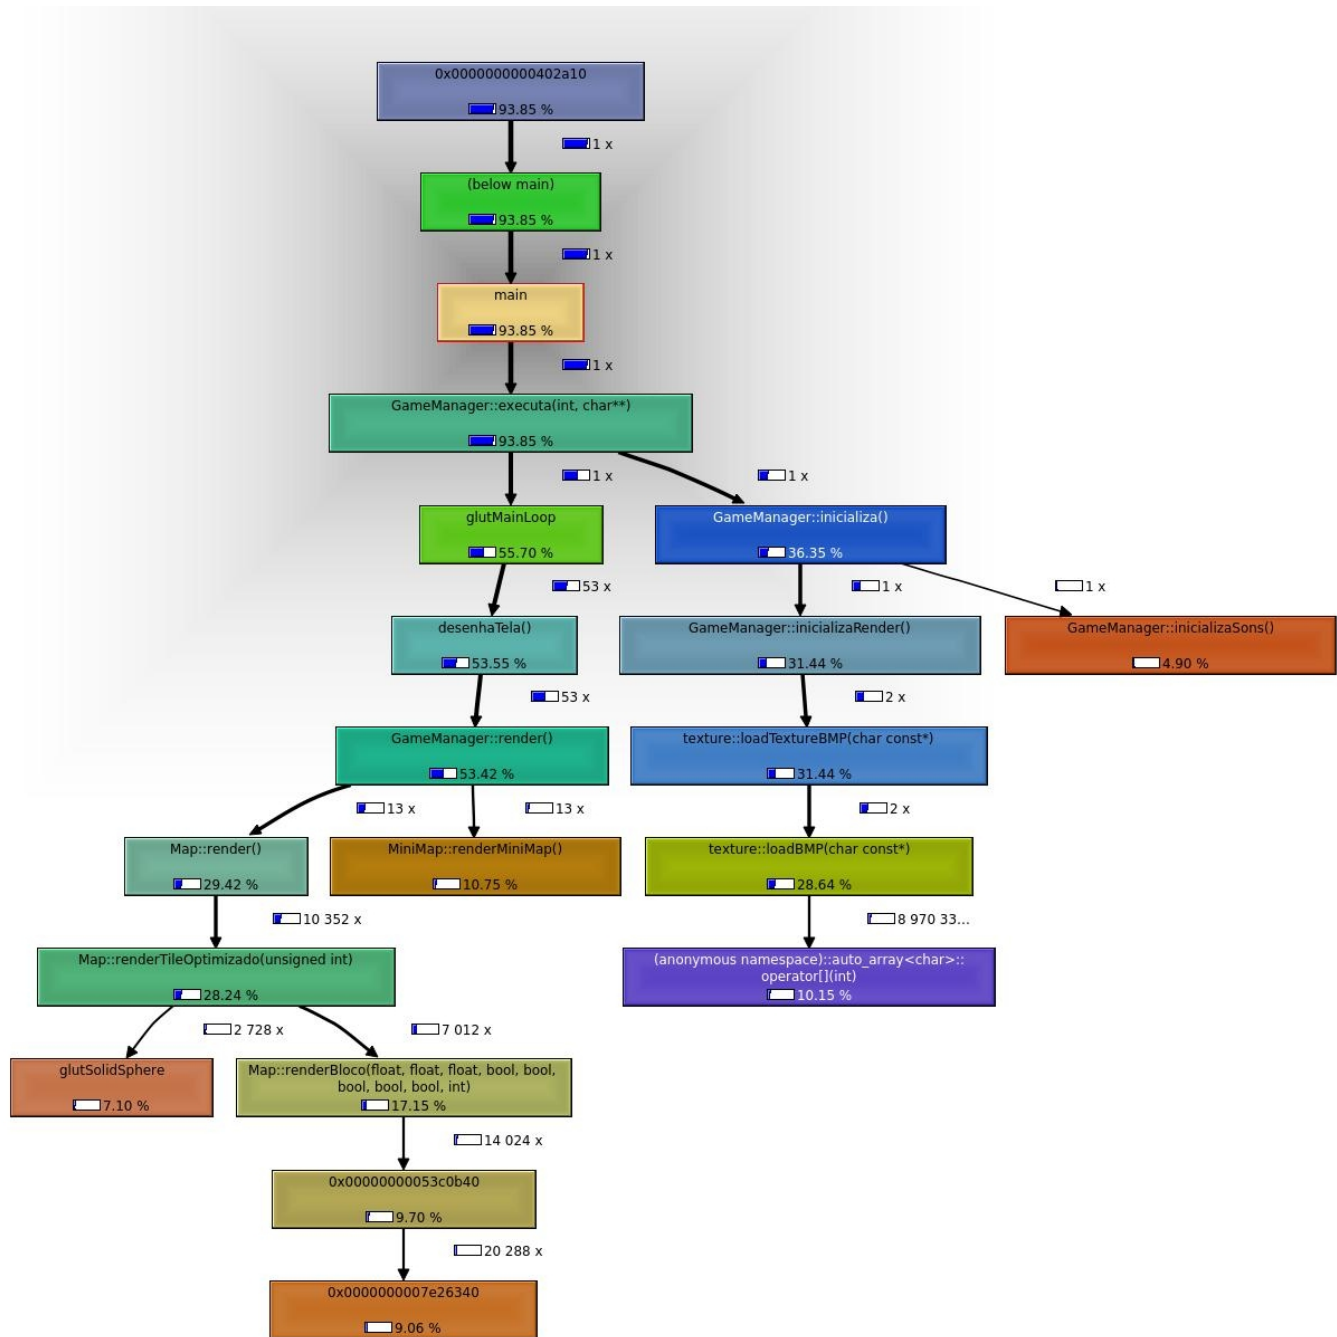 0x0000000000402a10
93.85 %
1 x
(below main)
93.85 %
1 x
main
93.85 %
1 x
GameManager::executa(int, char**)
93.85 %
1 x
1 x
glutMainLoop
55.70 %
GameManager::inicializa()
36.35 %
53 x
1 x
1 x
desenhaTela()
53.55 %
GameManager::inicializaRender()
31.44 %
GameManager::inicializaSons()
4.90 %
53 x
2 x
GameManager::render()
53.42 %
texture::loadTextureBMP(char const*)
31.44 %
13 x
13 x
2 x
Map::render()
29.42 %
MiniMap::renderMiniMap()
10.75 %
texture::loadBMP(char const*)
28.64 %
10 352 x
8 970 33...
Map::renderTileOptimizado(unsigned int)
28.24 %
(anonymous namespace)::auto_array<char>::
operator[](int)
10.15 %
2 728 x
7 012 x
glutSolidSphere
7.10 %
Map::renderBloco(float, float, float, bool, bool,
bool, bool, bool, int)
17.15 %
14 024 x
0x00000000053c0b40
9.70 %
20 288 x
0x0000000007e26340
9.06 %